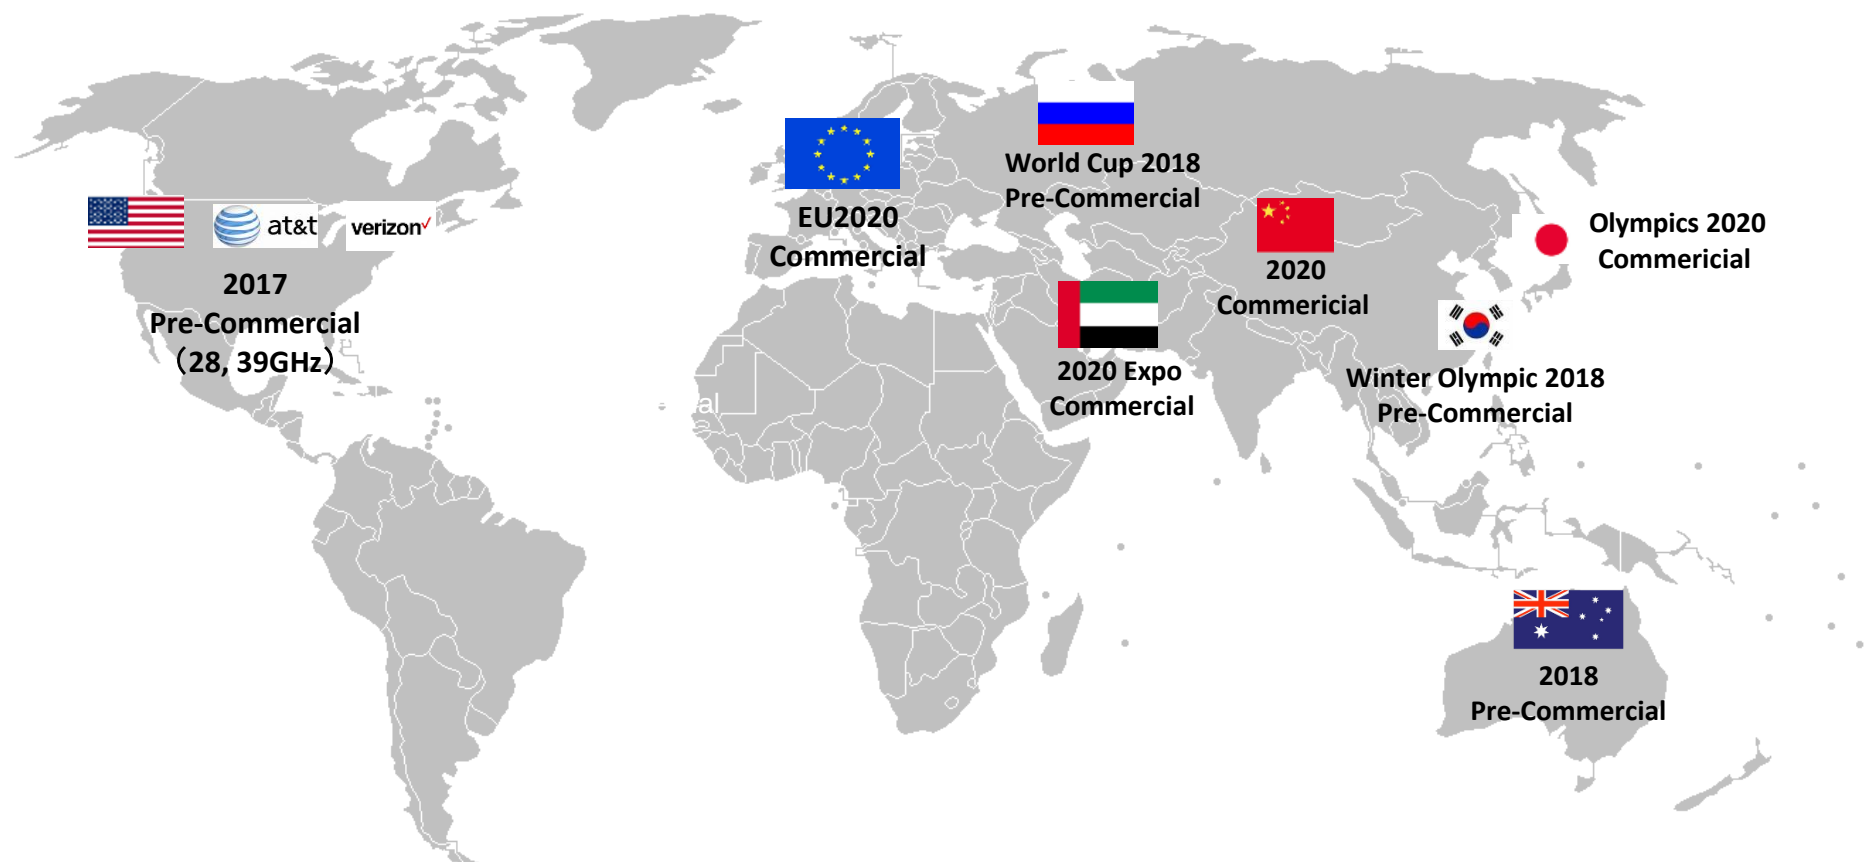 at&t
verizon✓
2017
Pre-Commercial
（28, 39GHz）
EU2020
Commercial
World Cup 2018
Pre-Commercial
2020 Expo
Commercial
2020
Commericial
Olympics 2020
Commericial
Winter Olympic 2018
Pre-Commercial
2018
Pre-Commercial